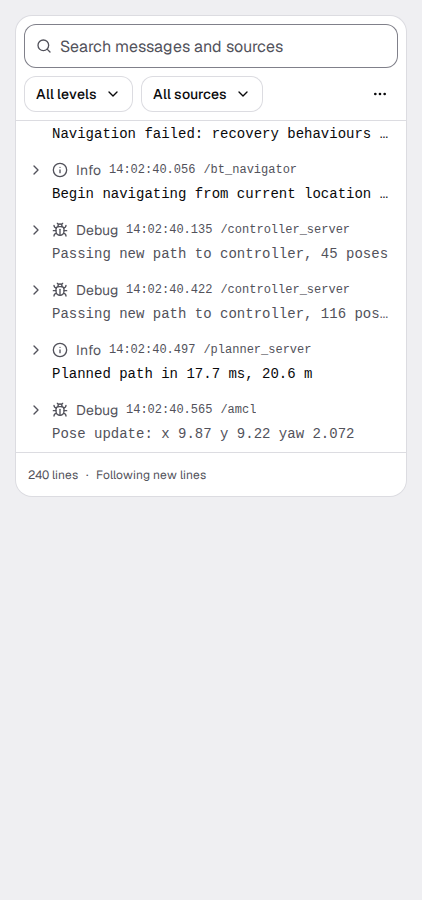 Search messages and sources
All levels
All sources
Navigation failed: recovery behaviours …
Info 14:02:40.056 /bt_navigator
Begin navigating from current location …
Debug 14:02:40.135 /controller_server
Passing new path to controller, 45 poses
Debug 14:02:40.422 /controller_server
Passing new path to controller, 116 pos…
Info 14:02:40.497 /planner_server
Planned path in 17.7 ms, 20.6 m
Debug 14:02:40.565 /amcl
Pose update: x 9.87 y 9.22 yaw 2.072
240 lines · Following new lines